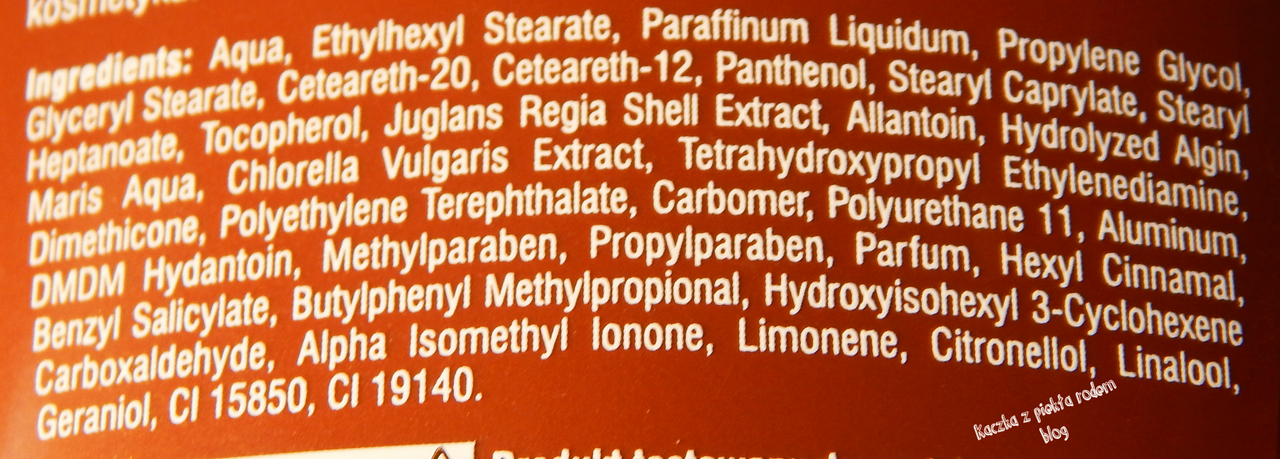 Ingredients: Aqua, Ethylhexyl Stearate, Paraffinum Liquidum, Propylene Glycol,
Glyceryl Stearate, Ceteareth-20, Ceteareth-12, Panthenol, Stearyl Caprylate, Stearyl
Heptanoate, Tocopherol, Juglans Regia Shell Extract, Allantoin, Hydrolyzed Algin,
Maris Aqua, Chlorella Vulgaris Extract, Tetrahydroxypropyl Ethylenediamine,
Dimethicone, Polyethylene Terephthalate, Carbomer, Polyurethane 11, Aluminum,
DMDM Hydantoin, Methylparaben, Propylparaben, Parfum, Hexyl Cinnamal,
Benzyl Salicylate, Butylphenyl Methylpropional, Hydroxyisohexyl 3-Cyclohexene
Carboxaldehyde, Alpha Isomethyl Ionone, Limonene, Citronellol, Linalool,
Geraniol, CI 15850, CI 19140.
Kaczka z piekła rodem
blog
Produkt